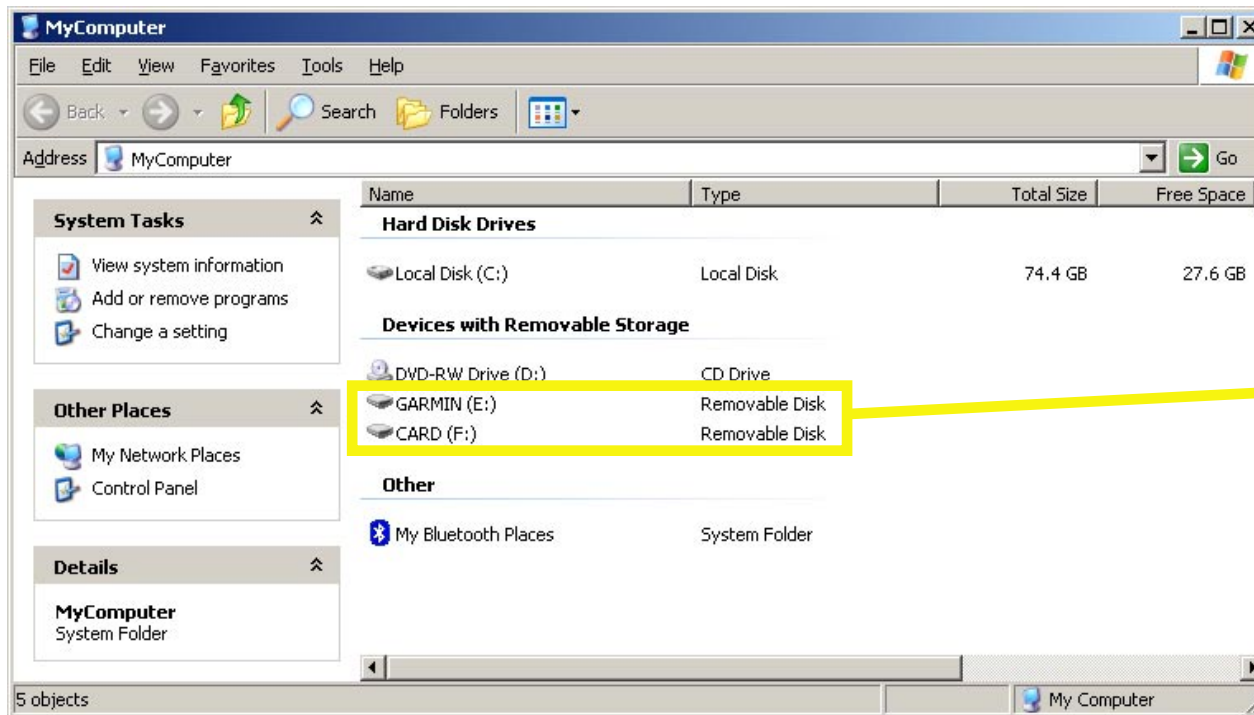 MyComputer
File Edit View Favorites Tools Help
Back Search Folders
Address MyComputer Go
System Tasks
View system information
Add or remove programs
Change a setting
Other Places
My Network Places
Control Panel
Details
MyComputer
System Folder
Name Type Total Size Free Space
Hard Disk Drives
Local Disk (C:) Local Disk 74.4 GB 27.6 GB
Devices with Removable Storage
DVD-RW Drive (D:) CD Drive
GARMIN (E:) Removable Disk
CARD (F:) Removable Disk
Other
My Bluetooth Places System Folder
5 objects My Computer